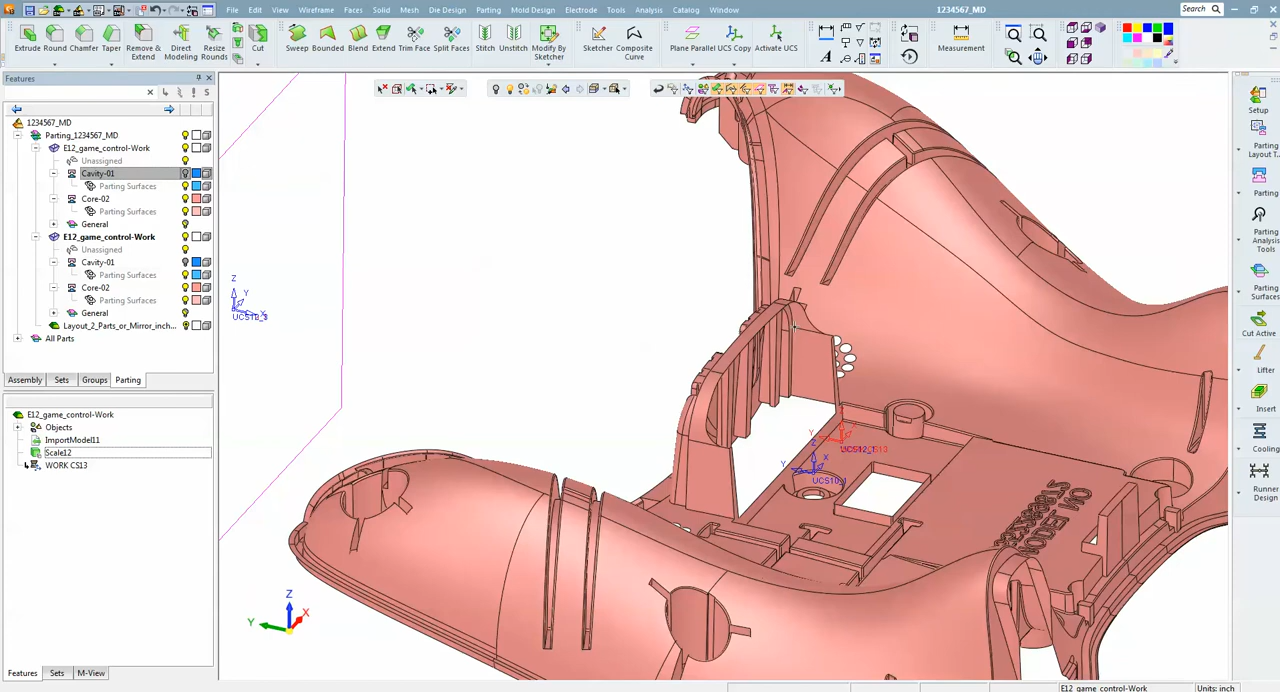 File Edit View Wireframe Faces Solid Mesh Die Design Parting Mold Design Electrode Tools Analysis Catalog Window 1234567_MD Search
Extrude Round Chamfer Taper Remove & Extend Direct Modeling Resize Rounds Cut Sweep Bounded Blend Extend Trim Face Split Faces Stitch Unstitch Modify By Sketcher Sketcher Composite Curve Plane Parallel UCS Copy Activate UCS Measurement
Features
1234567_MD
Parting_1234567_MD
E12_game_control-Work
Unassigned
Cavity-01
Parting Surfaces
Core-02
Parting Surfaces
General
E12_game_control-Work
Unassigned
Cavity-01
Parting Surfaces
Core-02
Parting Surfaces
General
Layout_2_Parts_or_Mirror_inch...
All Parts
Assembly Sets Groups Parting
E12_game_control-Work
Objects
ImportModel11
Scale12
WORK CS13
Features Sets M-View
Z
Y
X
Z
Y
X
Y
Z
X
Y
Setup
Parting Layout T...
Parting
Parting Analysis Tools
Parting Surfaces
Cut Active
Lifter
Insert
Cooling
Runner Design
E12_game_control-Work Units: inch